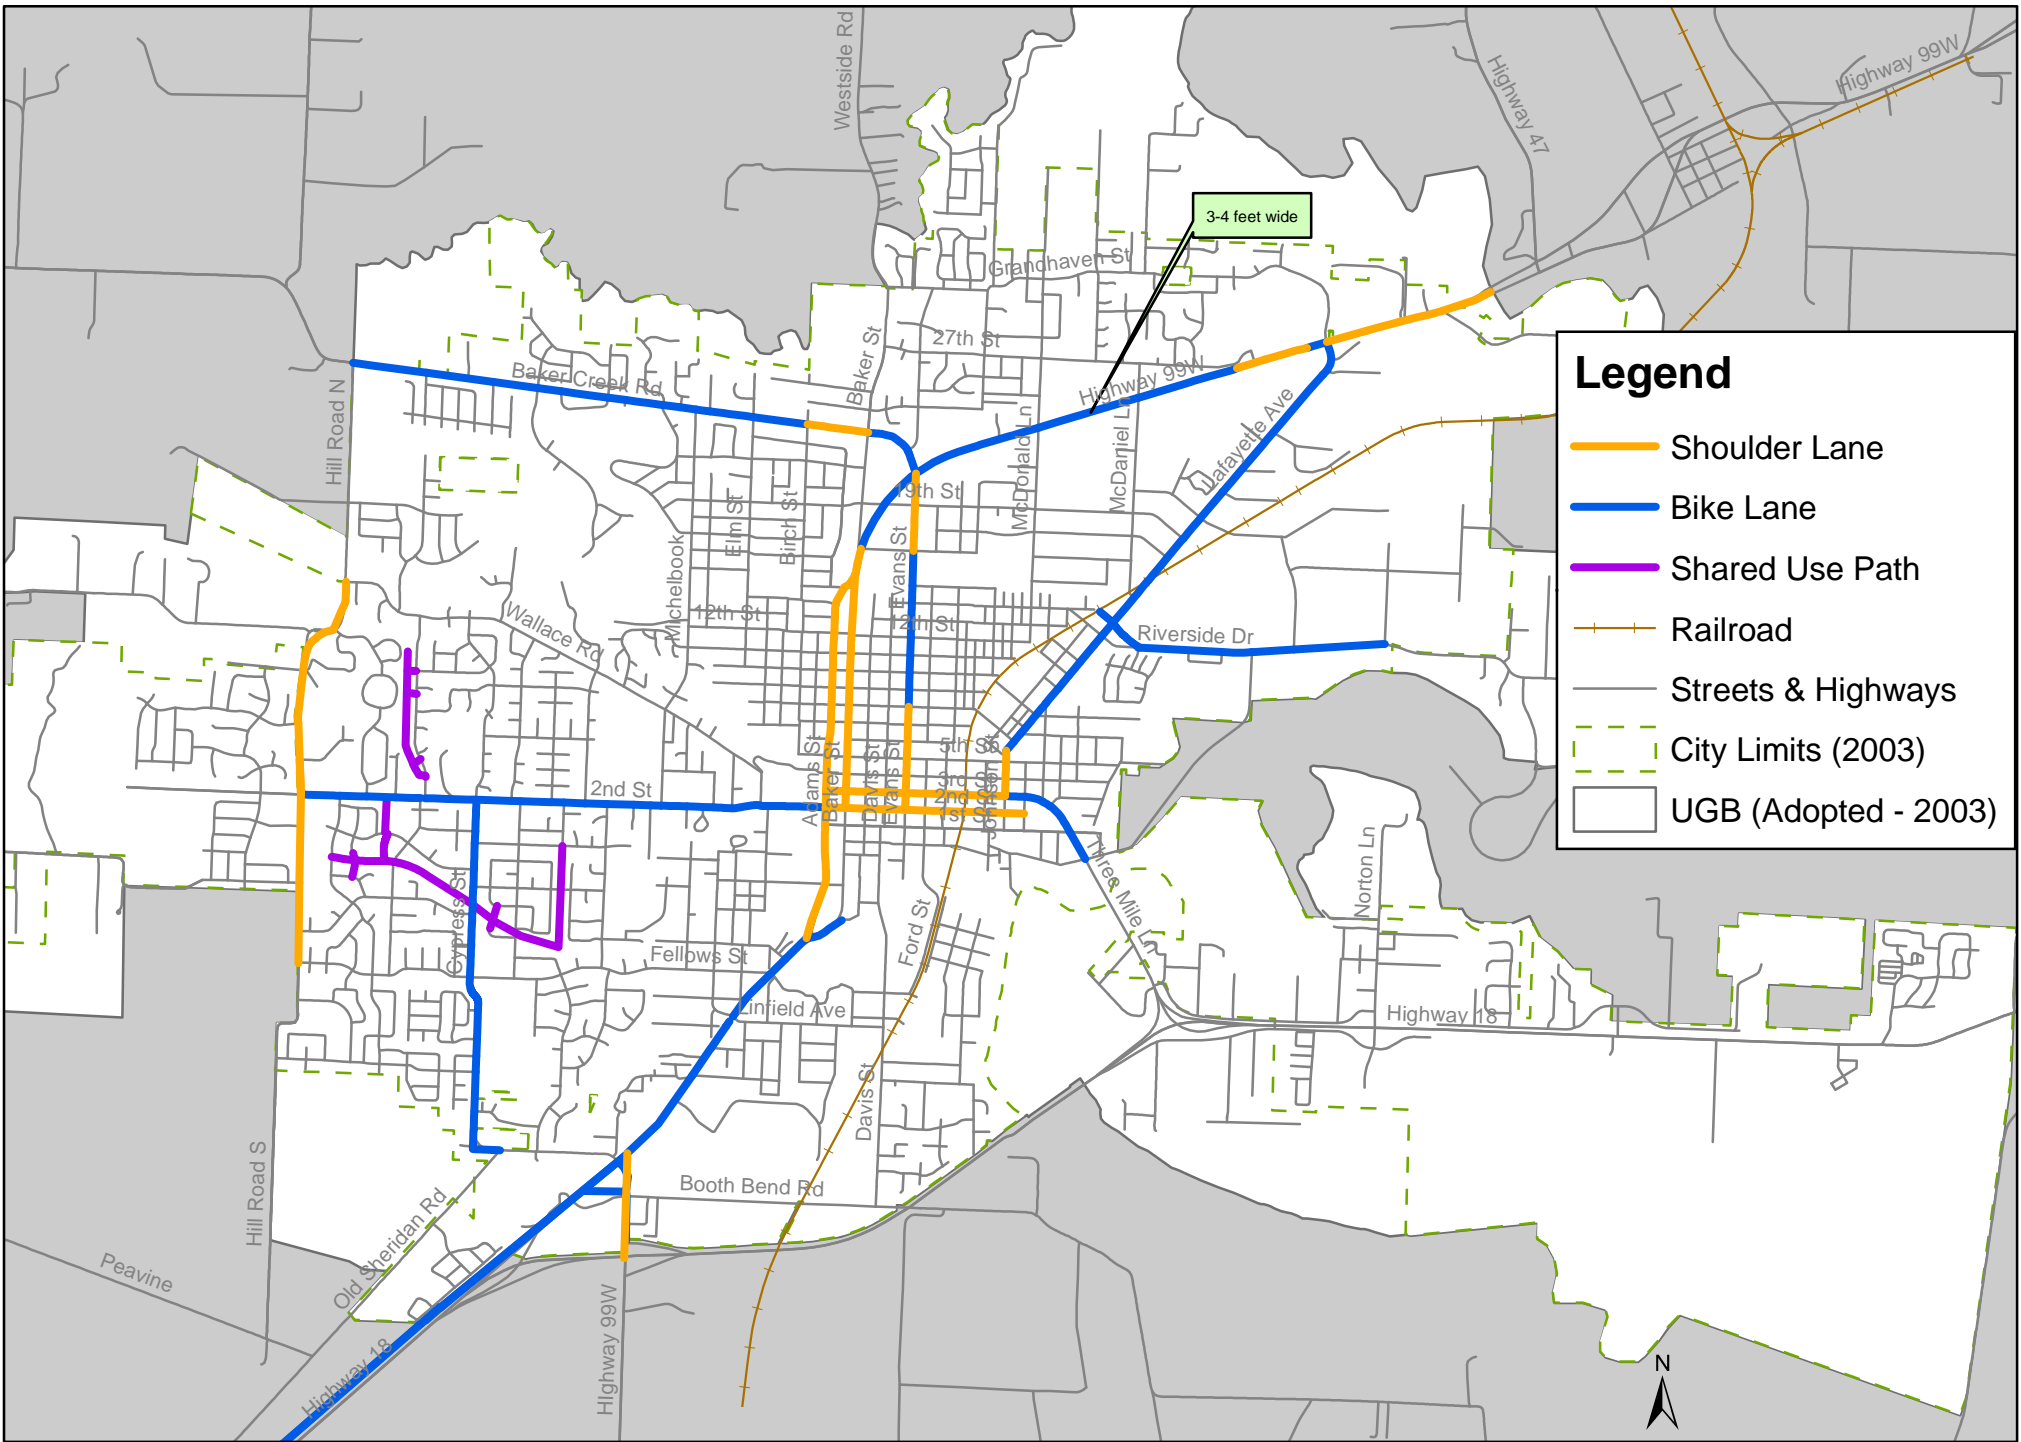 Westside Rd
Highway 47
Highway 99W
3-4 feet wide
Grandhaven St
27th St
Baker St
Baker Creek Rd
Highway 99W
Hill Road N
McDonald Ln
McDaniel Ln
Lafayette Ave
19th St
Elm St
Birch St
Evans St
Michelbook
12th St
12th St
Wallace Rd
Riverside Dr
2nd St
Adams St
Baker St
Davis St
Evans St
5th St
3rd
2nd
1st
Johnson St
Three Mile Ln
Cypress St
Fellows St
Ford St
Linfield Ave
Norton Ln
Highway 18
Davis St
Booth Bend Rd
Hill Road S
Old Sheridan Rd
Peavine
Highway 18
HIghway 99W
Legend
Shoulder Lane
Bike Lane
Shared Use Path
Railroad
Streets & Highways
City Limits (2003)
UGB (Adopted - 2003)
N